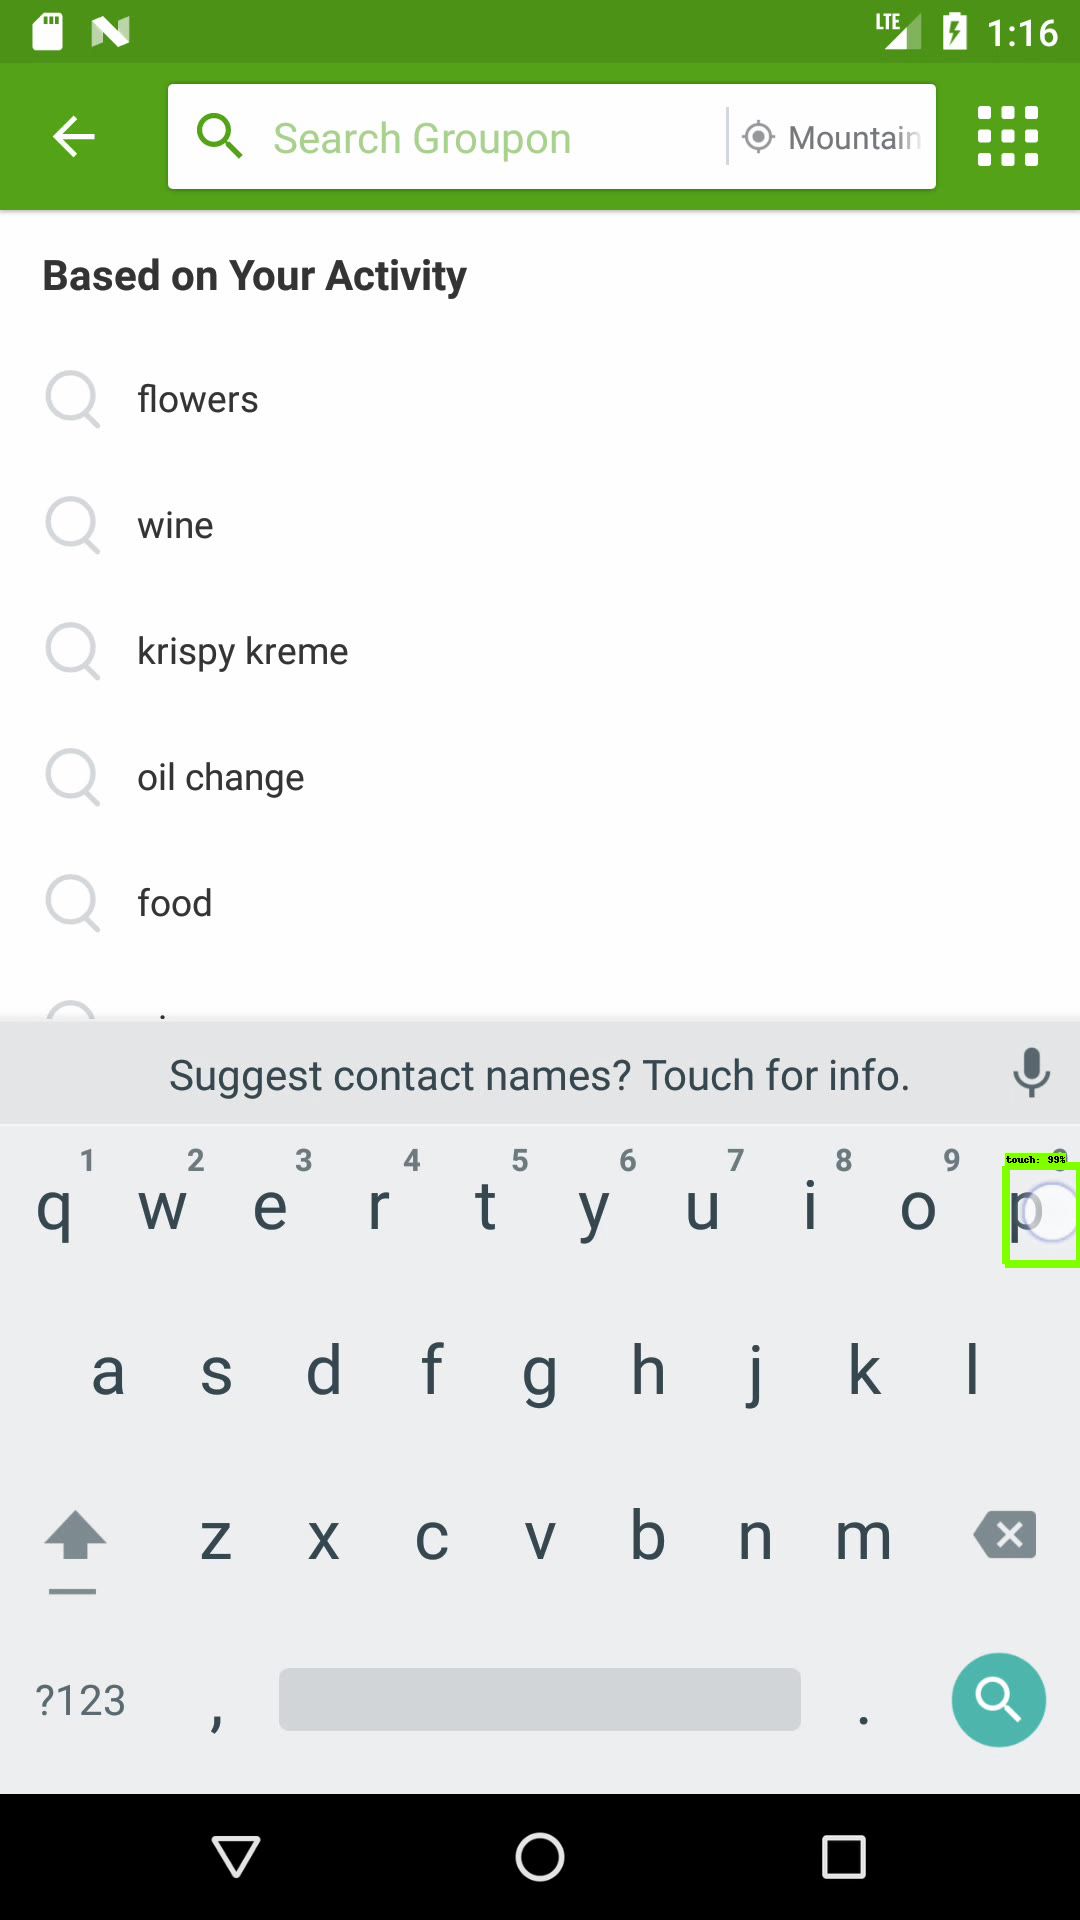 LTE 1:16
Search Groupon Mountain
Based on Your Activity
flowers
wine
krispy kreme
oil change
food
Suggest contact names? Touch for info.
1 2 3 4 5 6 7 8 9
touch: 99%
q w e r t y u i o p
a s d f g h j k l
z x c v b n m
?123 , .